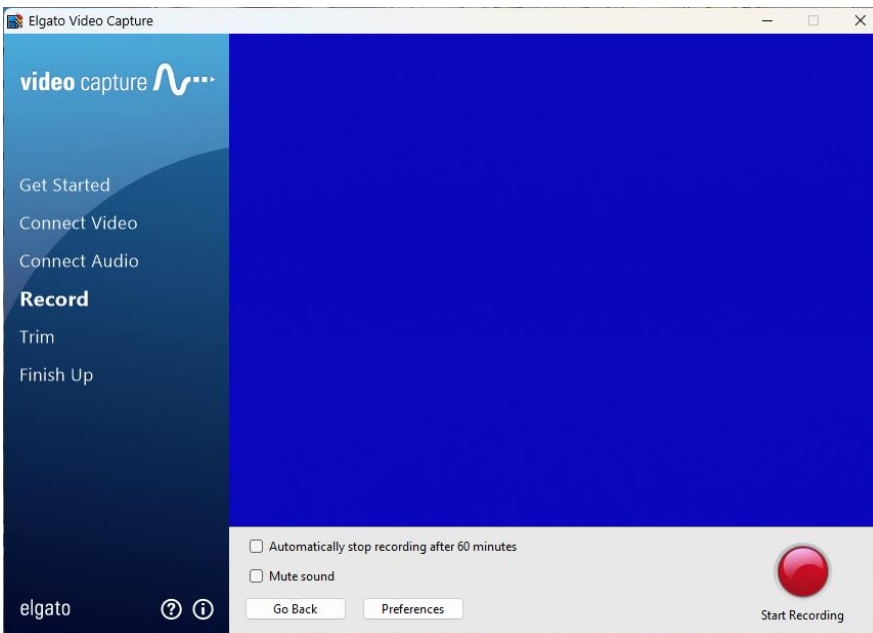 Elgato Video Capture
video capture
Get Started
Connect Video
Connect Audio
Record
Trim
Finish Up
elgato
Automatically stop recording after 60 minutes
Mute sound
Go Back
Preferences
Start Recording